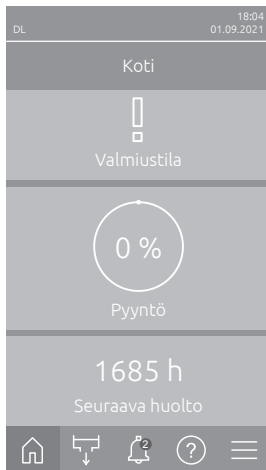 18:04
DL 01.09.2021
Koti
Valmiustila
0 %
Pyyntö
1685 h
Seuraava huolto
2
?